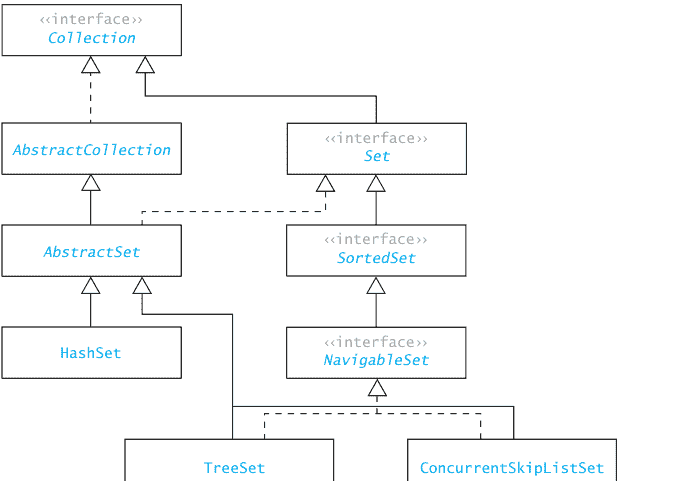 ‹‹interface››
Collection
AbstractCollection
‹‹interface››
Set
AbstractSet
‹‹interface››
SortedSet
HashSet
‹‹interface››
NavigableSet
TreeSet
ConcurrentSkipListSet